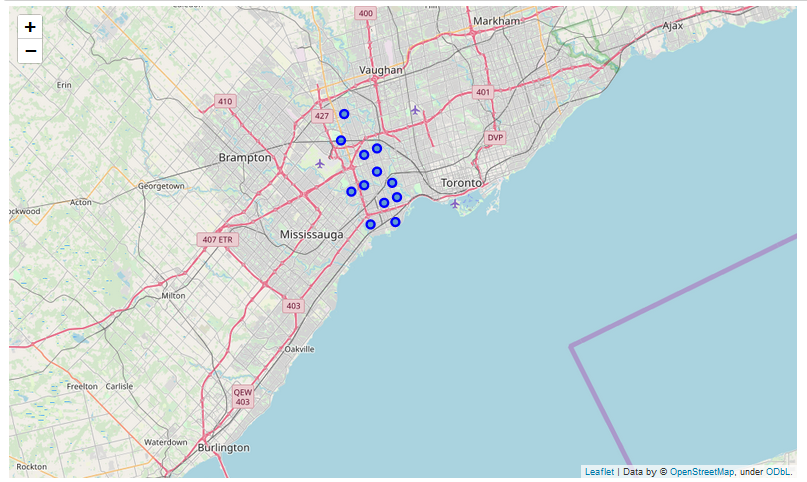 +
−
400
Markham
Ajax
Vaughan
Erin
410
401
427
DVP
Brampton
Georgetown
Toronto
Acton
ockwood
Mississauga
407 ETR
Milton
403
Oakville
Freelton
Carlisle
QEW
403
Waterdown
Burlington
Rockton
Leaflet | Data by © OpenStreetMap, under ODbL.